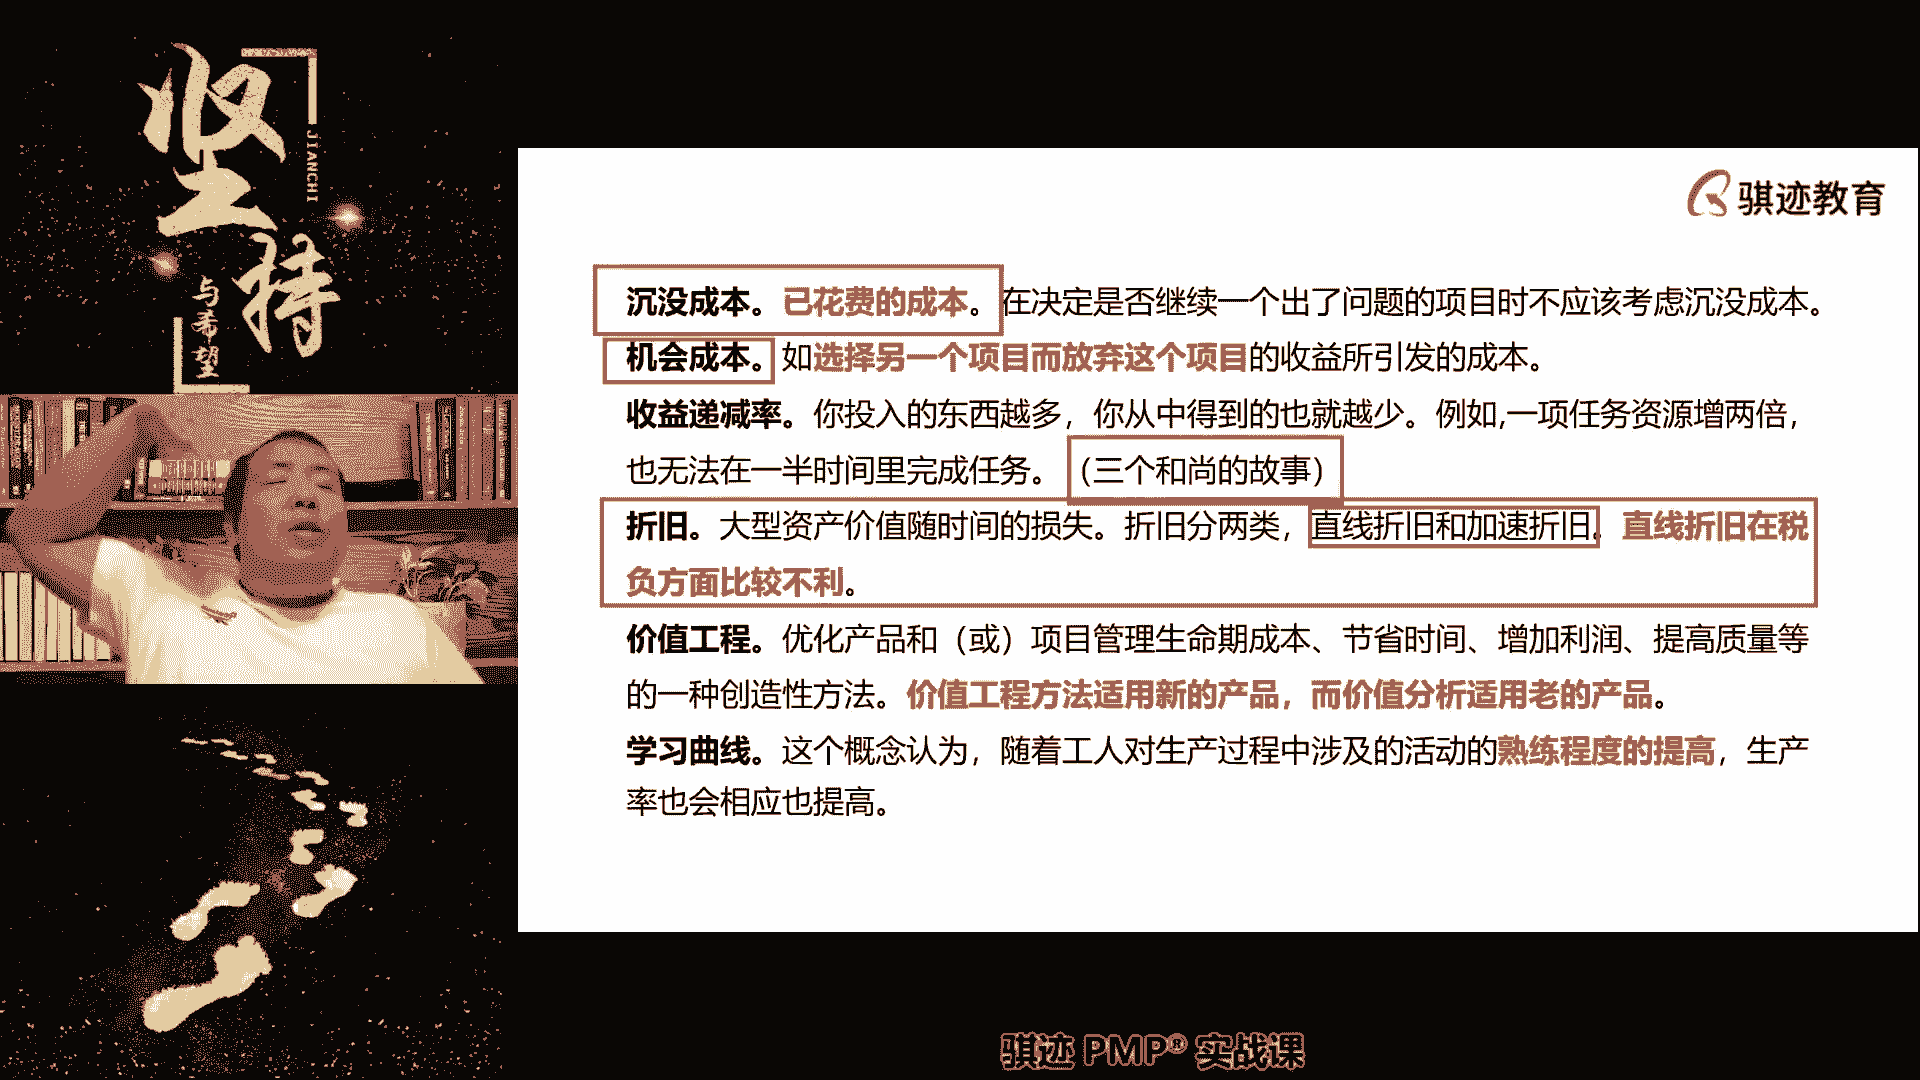 坚持
JIANCHI
与希望
骐迹教育
沉没成本。已花费的成本。在决定是否继续一个出了问题的项目时不应该考虑沉没成本。
机会成本。如选择另一个项目而放弃这个项目的收益所引发的成本。
收益递减率。你投入的东西越多，你从中得到的也就越少。例如,一项任务资源增两倍，
也无法在一半时间里完成任务。（三个和尚的故事）
折旧。大型资产价值随时间的损失。折旧分两类，直线折旧和加速折旧。直线折旧在税
负方面比较不利。
价值工程。优化产品和（或）项目管理生命期成本、节省时间、增加利润、提高质量等
的一种创造性方法。价值工程方法适用新的产品，而价值分析适用老的产品。
学习曲线。这个概念认为，随着工人对生产过程中涉及的活动的熟练程度的提高，生产
率也会相应也提高。
骐迹 PMP® 实战课